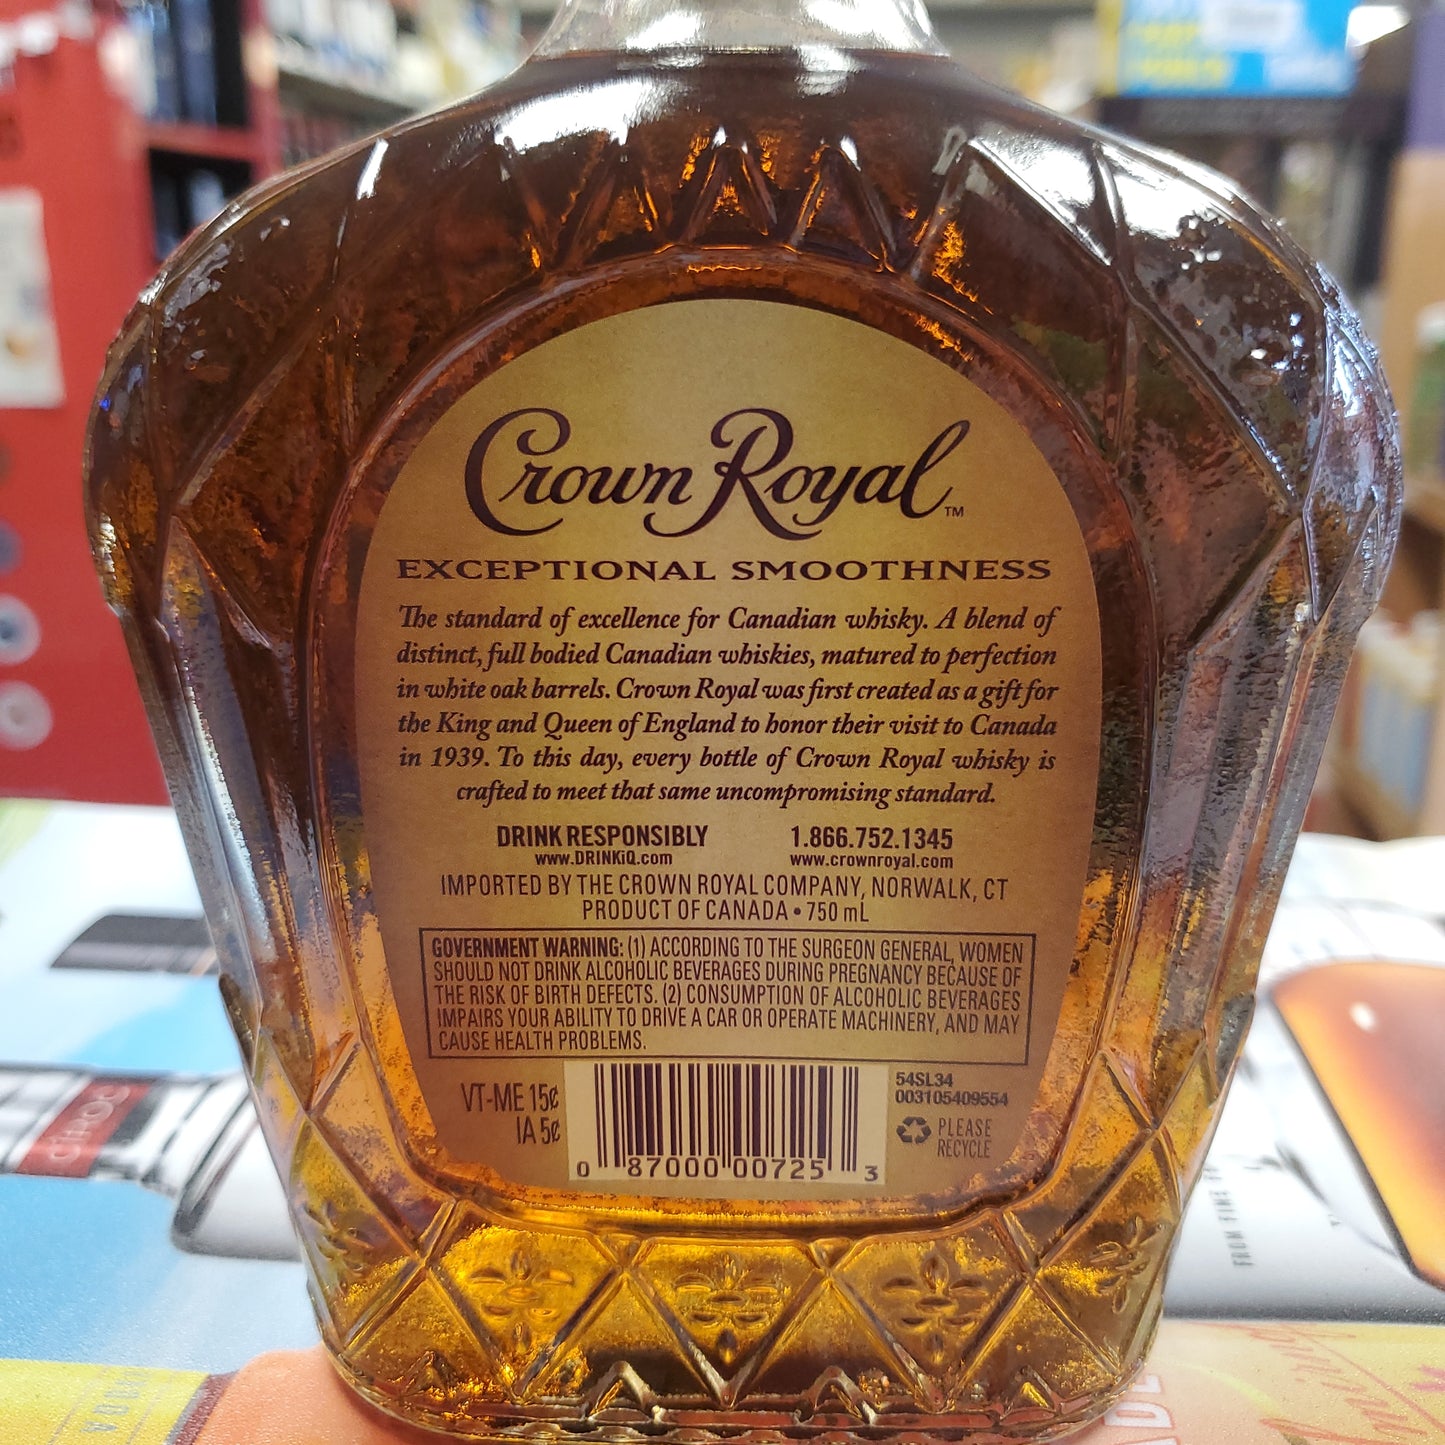 Crown Royal™
EXCEPTIONAL SMOOTHNESS
The standard of excellence for Canadian whisky. A blend of
distinct, full bodied Canadian whiskies, matured to perfection
in white oak barrels. Crown Royal was first created as a gift for
the King and Queen of England to honor their visit to Canada
in 1939. To this day, every bottle of Crown Royal whisky is
crafted to meet that same uncompromising standard.
DRINK RESPONSIBLY
www.DRINKiQ.com
1.866.752.1345
www.crownroyal.com
IMPORTED BY THE CROWN ROYAL COMPANY, NORWALK, CT
PRODUCT OF CANADA • 750 mL
GOVERNMENT WARNING: (1) ACCORDING TO THE SURGEON GENERAL, WOMEN
SHOULD NOT DRINK ALCOHOLIC BEVERAGES DURING PREGNANCY BECAUSE OF
THE RISK OF BIRTH DEFECTS. (2) CONSUMPTION OF ALCOHOLIC BEVERAGES
IMPAIRS YOUR ABILITY TO DRIVE A CAR OR OPERATE MACHINERY, AND MAY
CAUSE HEALTH PROBLEMS.
VT-ME 15¢
IA 5¢
0 87000 00725 3
54SL34
003105409554
PLEASE
RECYCLE
cîroc
VODKA
FROM FINE